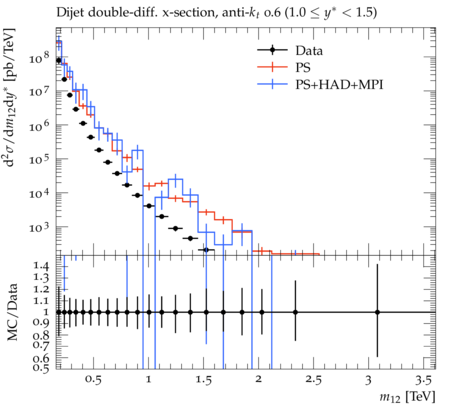 Dijet double-diff. x-section, anti-kt 0.6 (1.0 ≤ y* < 1.5)
d²σ/dm₁₂dy* [pb/TeV]
10⁸
10⁷
10⁶
10⁵
10⁴
10³
Data
PS
PS+HAD+MPI
MC/Data
1.4
1.3
1.2
1.1
1
0.9
0.8
0.7
0.6
0.5
0.5 1 1.5 2 2.5 3 3.5
m₁₂ [TeV]